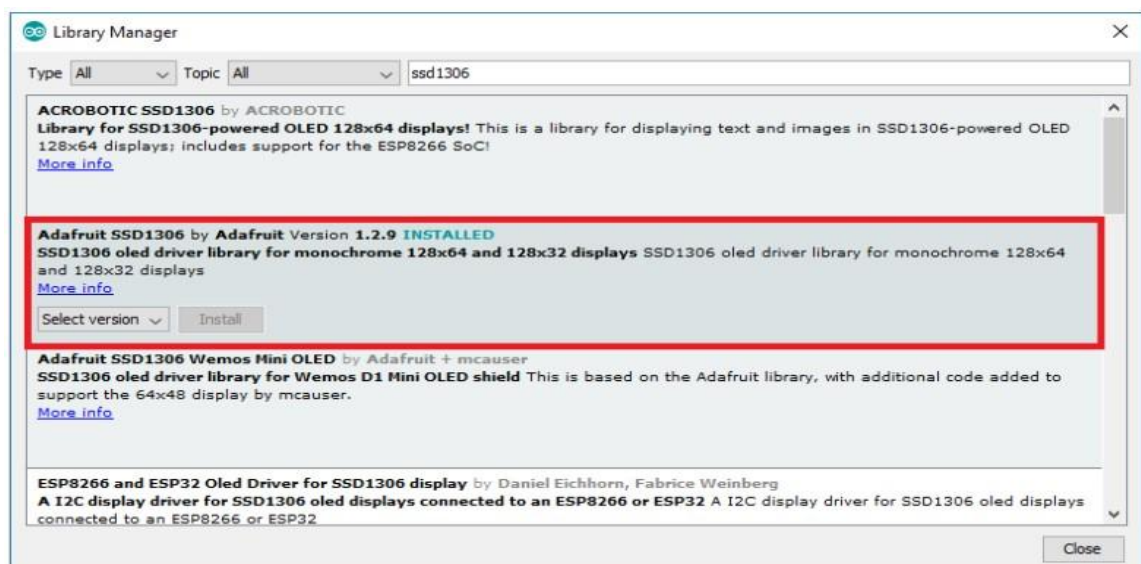 Library Manager
Type All Topic All ssd1306
ACROBOTIC SSD1306 by ACROBOTIC
Library for SSD1306-powered OLED 128x64 displays! This is a library for displaying text and images in SSD1306-powered OLED
128x64 displays; includes support for the ESP8266 SoC!
More info
Adafruit SSD1306 by Adafruit Version 1.2.9 INSTALLED
SSD1306 oled driver library for monochrome 128x64 and 128x32 displays SSD1306 oled driver library for monochrome 128x64
and 128x32 displays
More info
Select version Install
Adafruit SSD1306 Wemos Mini OLED by Adafruit + mcauser
SSD1306 oled driver library for Wemos D1 Mini OLED shield This is based on the Adafruit library, with additional code added to
support the 64x48 display by mcauser.
More info
ESP8266 and ESP32 Oled Driver for SSD1306 display by Daniel Eichhorn, Fabrice Weinberg
A I2C display driver for SSD1306 oled displays connected to an ESP8266 or ESP32 A I2C display driver for SSD1306 oled displays
connected to an ESP8266 or ESP32
Close